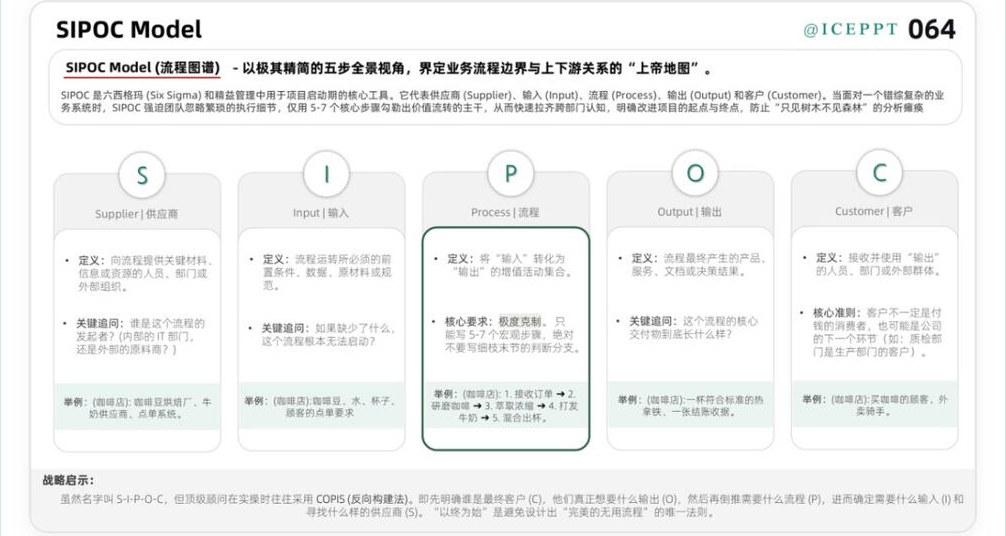 SIPOC Model
@ICEPPT 064
SIPOC Model (流程图谱) - 以极其精简的五步全景视角，界定业务流程边界与上下游关系的“上帝地图”。
SIPOC 是六西格玛 (Six Sigma) 和精益管理中用于项目启动期的核心工具。它代表供应商 (Supplier)、输入 (Input)、流程 (Process)、输出 (Output) 和客户 (Customer)。当面对一个错综复杂的业
务系统时，SIPOC 强迫团队忽略繁琐的执行细节，仅用 5-7 个核心步骤勾勒出价值流转的主干，从而快速拉齐跨部门认知，明确改进项目的起点与终点，防止“只见树木不见森林”的分析瘫痪
S
Supplier|供应商
• 定义：向流程提供关键材料、
信息或资源的人员、部门或
外部组织。
• 关键追问：谁是这个流程的
发起者？(内部的 IT 部门，
还是外部的原料商？)
举例：(咖啡店): 咖啡豆烘焙厂、牛
奶供应商、点单系统。
I
Input|输入
• 定义：流程运转所必须的前
置条件、数据、原材料或规
范。
• 关键追问：如果缺少了什么，
这个流程根本无法启动？
举例：(咖啡店):咖啡豆、水、杯子、
顾客的点单要求
P
Process|流程
• 定义：将“输入”转化为
“输出”的增值活动集合。
• 核心要求：极度克制。只
能写 5-7 个宏观步骤，绝对
不要写细枝末节的判断分支。
举例：(咖啡店): 1. 接收订单 ➔ 2.
研磨咖啡 ➔ 3. 萃取浓缩 ➔ 4. 打发
牛奶 ➔ 5. 混合出杯。
O
Output|输出
• 定义：流程最终产生的产品、
服务、文档或决策结果。
• 关键追问：这个流程的核心
交付物到底长什么样？
举例：(咖啡店):一杯符合标准的热
拿铁、一张结账收据。
C
Customer|客户
• 定义：接收并使用“输出”
的人员、部门或外部群体。
• 核心准则：客户不一定是付
钱的消费者，也可能是公司
的下一个环节（如：质检部
门是生产部门的客户）。
举例：(咖啡店):买咖啡的顾客、外
卖骑手。
战略启示：
虽然名字叫 S-I-P-O-C，但顶级顾问在实操时往往采用 COPIS (反向构建法)。即先明确谁是最终客户 (C)，他们真正想要什么输出 (O)，然后再倒推需要什么流程 (P)，进而确定需要什么输入 (I) 和
寻找什么样的供应商 (S)。“以终为始”是避免设计出“完美的无用流程”的唯一法则。